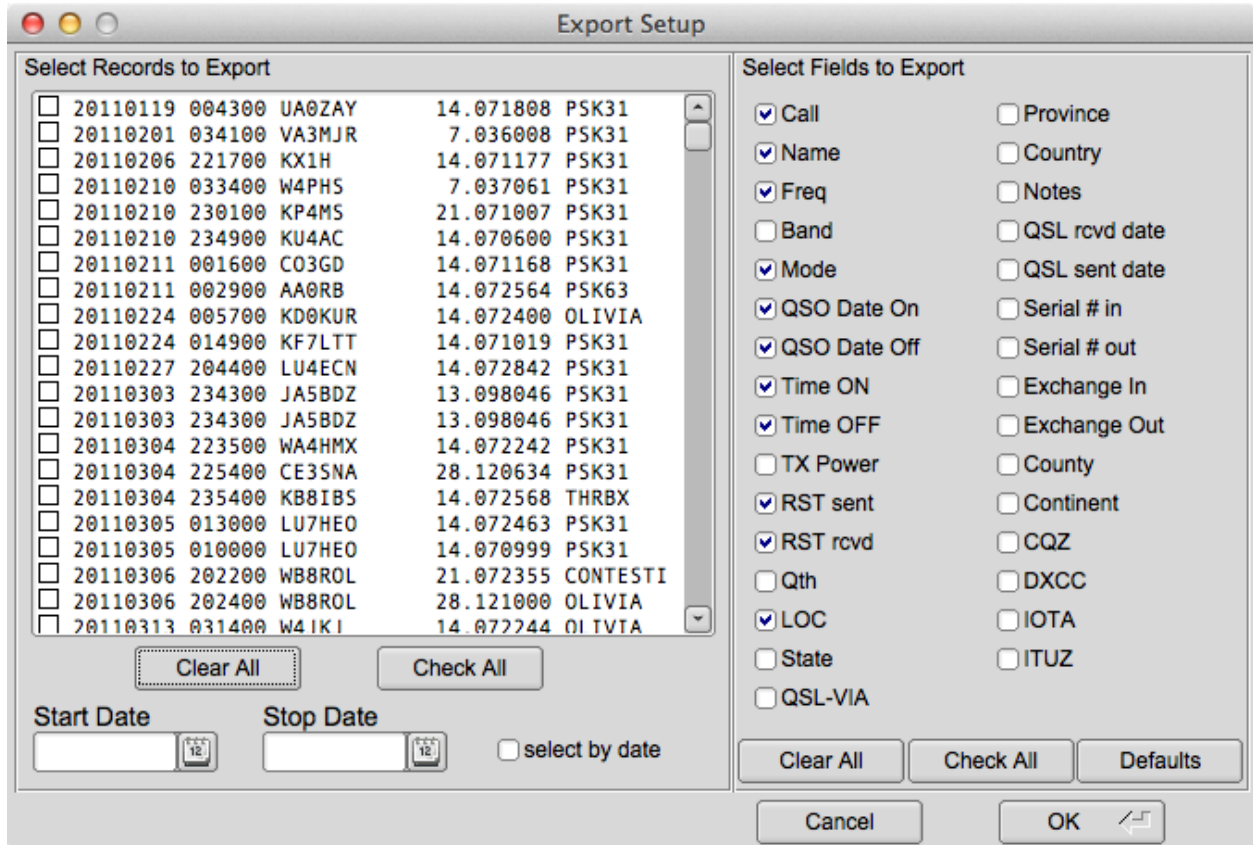 Export Setup
Select Records to Export
20110119 004300 UA0ZAY 14.071808 PSK31
20110201 034100 VA3MJR 7.036008 PSK31
20110206 221700 KX1H 14.071177 PSK31
20110210 033400 W4PHS 7.037061 PSK31
20110210 230100 KP4MS 21.071007 PSK31
20110210 234900 KU4AC 14.070600 PSK31
20110211 001600 CO3GD 14.071168 PSK31
20110211 002900 AA0RB 14.072564 PSK63
20110224 005700 KD0KUR 14.072400 OLIVIA
20110224 014900 KF7LTT 14.071019 PSK31
20110227 204400 LU4ECN 14.072842 PSK31
20110303 234300 JA5BDZ 13.098046 PSK31
20110303 234300 JA5BDZ 13.098046 PSK31
20110304 223500 WA4HMX 14.072242 PSK31
20110304 225400 CE3SNA 28.120634 PSK31
20110304 235400 KB8IBS 14.072568 THRBX
20110305 013000 LU7HEO 14.072463 PSK31
20110305 010000 LU7HEO 14.070999 PSK31
20110306 202200 WB8ROL 21.072355 CONTESTI
20110306 202400 WB8ROL 28.121000 OLIVIA
20110313 031400 W4JKJ 14.072244 OLIVIA
Clear All Check All
Start Date Stop Date
12 12 select by date
Select Fields to Export
Call
Name
Freq
Band
Mode
QSO Date On
QSO Date Off
Time ON
Time OFF
TX Power
RST sent
RST rcvd
Qth
LOC
State
QSL-VIA
Province
Country
Notes
QSL rcvd date
QSL sent date
Serial # in
Serial # out
Exchange In
Exchange Out
County
Continent
CQZ
DXCC
IOTA
ITUZ
Clear All Check All Defaults
Cancel OK